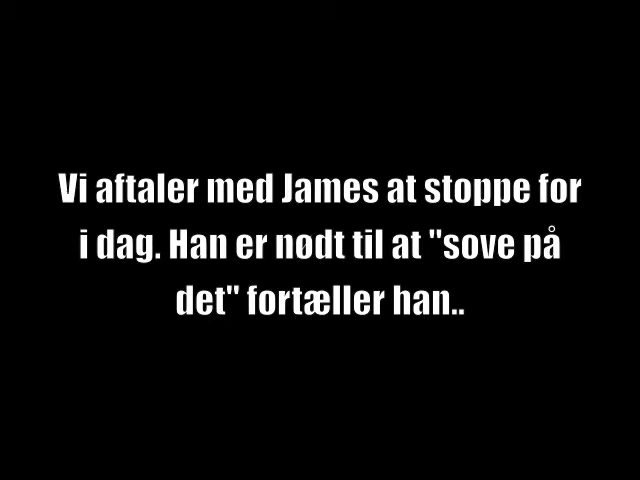 Vi aftaler med James at stoppe for
i dag. Han er nødt til at "sove på
det" fortæller han..